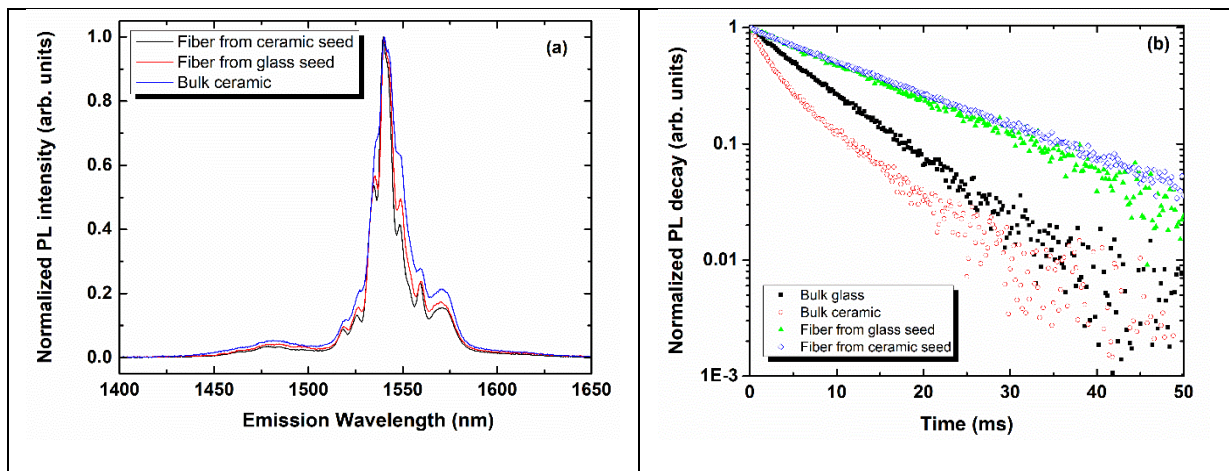 (a)
Fiber from ceramic seed
Fiber from glass seed
Bulk ceramic
Normalized PL intensity (arb. units)
1.0
0.8
0.6
0.4
0.2
0.0
1400 1450 1500 1550 1600 1650
Emission Wavelength (nm)
(b)
Normalized PL decay (arb. units)
1
0.1
0.01
1E-3
Bulk glass
Bulk ceramic
Fiber from glass seed
Fiber from ceramic seed
0 10 20 30 40 50
Time (ms)